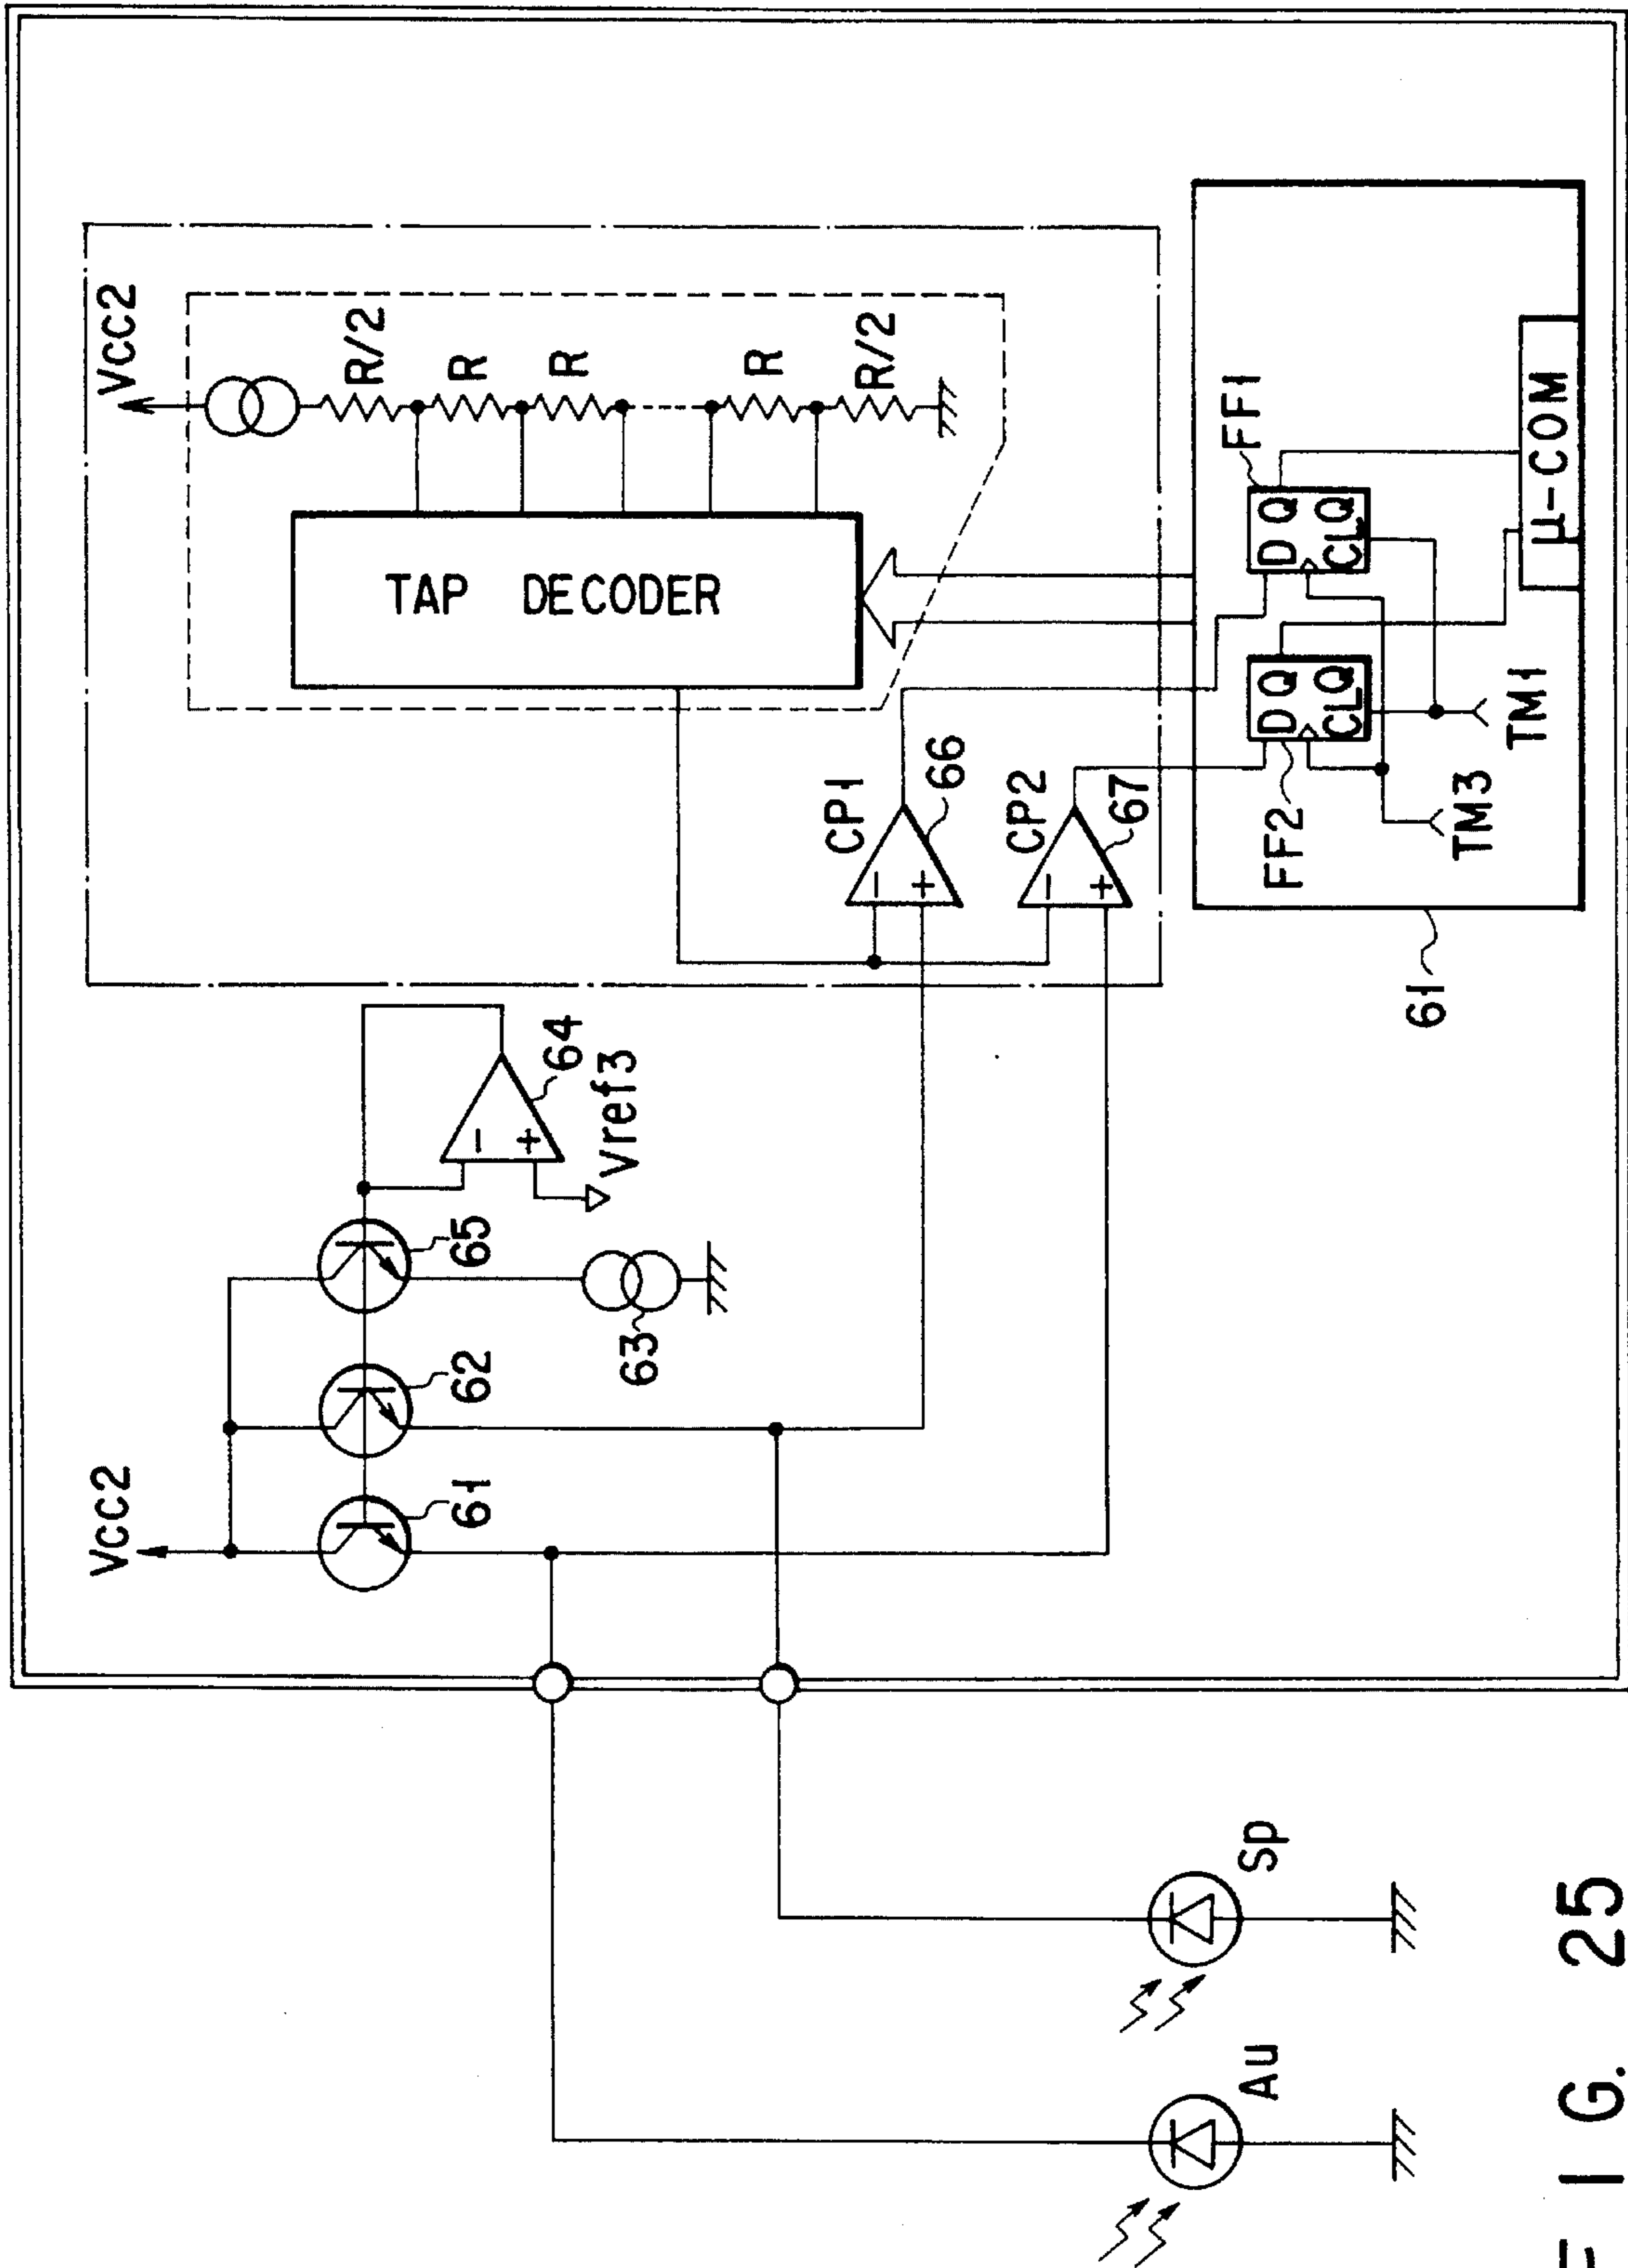 Vcc2
R/2
R
R
R
R/2
TAP DECODER
CP1
66
CP2
67
FF1
D Q
CLQ
FF2
D Q
CLQ
μ-COM
TM1
TM3
61
64
Vref3
65
63
62
61
Vcc2
Sp
Au
F I G. 25